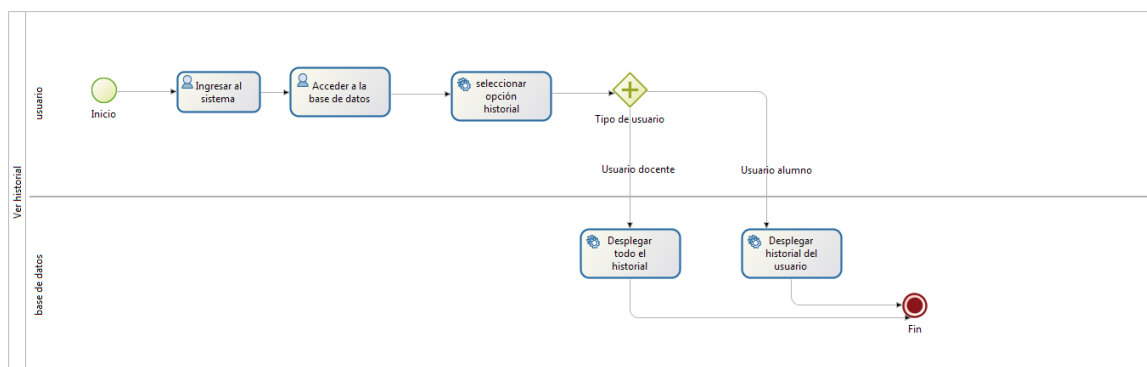 Ver historial
usuario
Inicio
Ingresar al
sistema
Acceder a la
base de datos
seleccionar
opción
historial
Tipo de usuario
Usuario docente
Usuario alumno
base de datos
Desplegar
todo el
historial
Desplegar
historial del
usuario
Fin